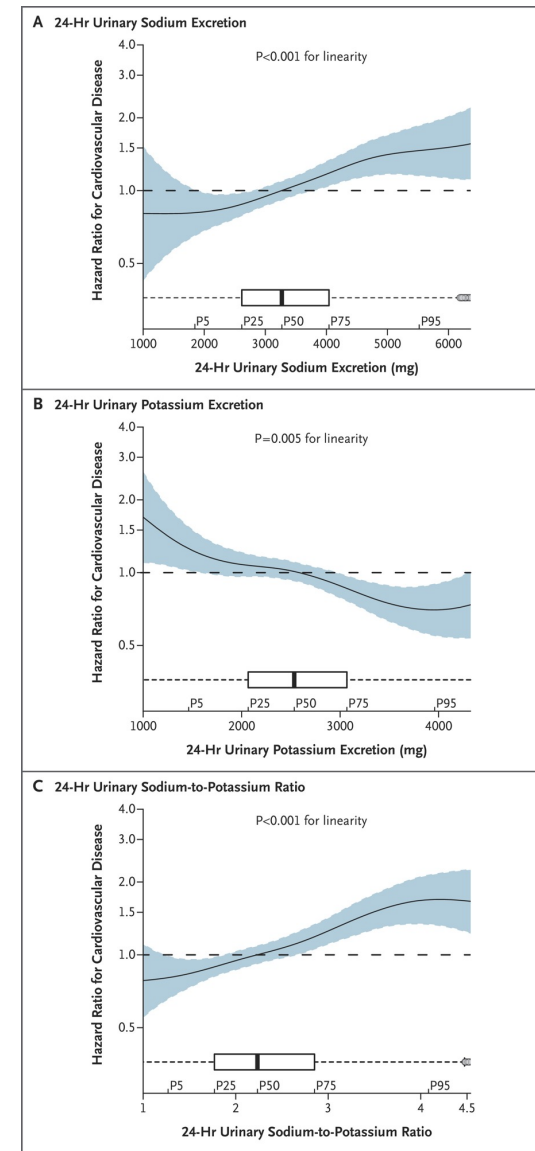 A 24-Hr Urinary Sodium Excretion
Hazard Ratio for Cardiovascular Disease
4.0
3.0
2.0
1.5
1.0
0.5
P<0.001 for linearity
P5 P25 P50 P75 P95
1000 2000 3000 4000 5000 6000
24-Hr Urinary Sodium Excretion (mg)
B 24-Hr Urinary Potassium Excretion
Hazard Ratio for Cardiovascular Disease
4.0
3.0
2.0
1.5
1.0
0.5
P=0.005 for linearity
P5 P25 P50 P75 P95
1000 2000 3000 4000
24-Hr Urinary Potassium Excretion (mg)
C 24-Hr Urinary Sodium-to-Potassium Ratio
Hazard Ratio for Cardiovascular Disease
4.0
3.0
2.0
1.5
1.0
0.5
P<0.001 for linearity
P5 P25 P50 P75 P95
1 2 3 4 4.5
24-Hr Urinary Sodium-to-Potassium Ratio